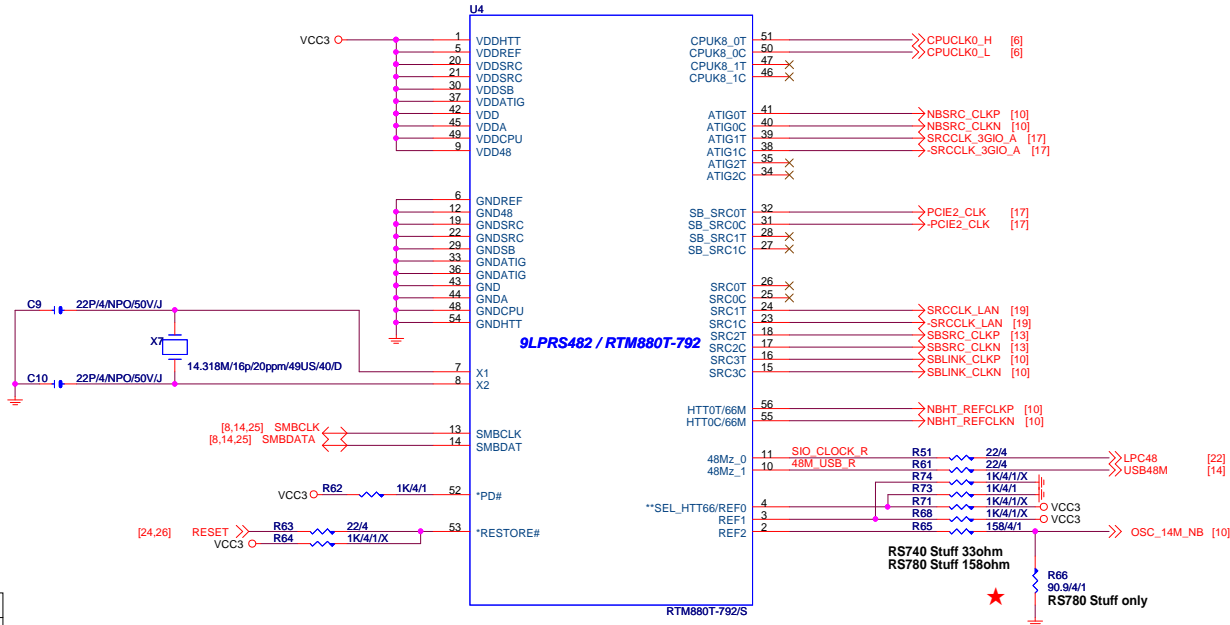 U4
VCC3
1 VDDHTT
5 VDDREF
20 VDDSRC
21 VDDSRC
30 VDDSB
37 VDDATIG
42 VDD
45 VDDA
49 VDDCPU
9 VDD48
6 GNDREF
12 GND48
19 GNDSRC
22 GNDSRC
29 GNDSB
33 GNDATIG
36 GNDATIG
43 GND
44 GNDA
48 GNDCPU
54 GNDHTT
C9 22P/4/NPO/50V/J
X7
14.318M/16p/20ppm/49US/40/D
C10 22P/4/NPO/50V/J
7 X1
8 X2
[8,14,25] SMBCLK 13 SMBCLK
[8,14,25] SMBDATA 14 SMBDAT
VCC3 R62 1K/4/1 52 *PD#
[24,26] RESET R63 22/4 53 *RESTORE#
VCC3 R64 1K/4/1/X
9LPRS482 / RTM880T-792
CPUK8_0T 51 CPUCLK0_H [6]
CPUK8_0C 50 CPUCLK0_L [6]
CPUK8_1T 47
CPUK8_1C 46
ATIG0T 41 NBSRC_CLKP [10]
ATIG0C 40 NBSRC_CLKN [10]
ATIG1T 39 SRCCLK_3GIO_A [17]
ATIG1C 38 -SRCCLK_3GIO_A [17]
ATIG2T 35
ATIG2C 34
SB_SRC0T 32 PCIE2_CLK [17]
SB_SRC0C 31 -PCIE2_CLK [17]
SB_SRC1T 28
SB_SRC1C 27
SRC0T 26
SRC0C 25
SRC1T 24 SRCCLK_LAN [19]
SRC1C 23 -SRCCLK_LAN [19]
SRC2T 18 SBSRC_CLKP [13]
SRC2C 17 SBSRC_CLKN [13]
SRC3T 16 SBLINK_CLKP [10]
SRC3C 15 SBLINK_CLKN [10]
HTT0T/66M 56 NBHT_REFCLKP [10]
HTT0C/66M 55 NBHT_REFCLKN [10]
48Mz_0 11 SIO_CLOCK_R R51 22/4 LPC48 [22]
48Mz_1 10 48M_USB_R R61 22/4 USB48M [14]
R74 1K/4/1/X
R73 1K/4/1
**SEL_HTT66/REF0 4 R71 1K/4/1/X VCC3
REF1 3 R68 1K/4/1/X VCC3
REF2 2 R65 158/4/1 OSC_14M_NB [10]
RS740 Stuff 33ohm
RS780 Stuff 158ohm
R66
90.9/4/1
RS780 Stuff only
RTM880T-792/S